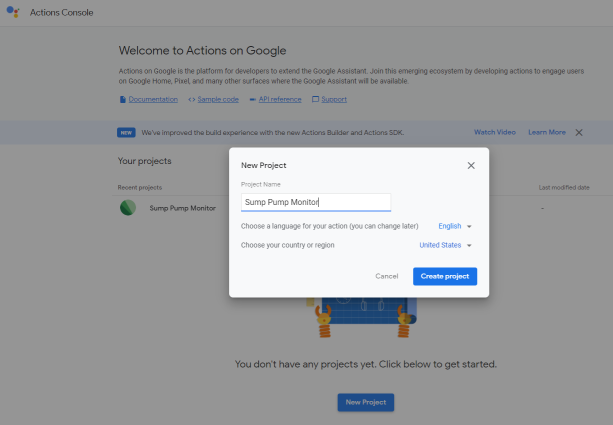 Actions Console
Welcome to Actions on Google
Actions on Google is the platform for developers to extend the Google Assistant. Join this emerging ecosystem by developing actions to engage users
on Google Home, Pixel, and many other surfaces where the Google Assistant will be available.
Documentation
Sample code
API reference
Support
NEW We've improved the build experience with the new Actions Builder and Actions SDK. Watch Video Learn More
Your projects
Recent projects
Last modified date
Sump Pump Monitor
-
New Project
Project Name
Sump Pump Monitor
Choose a language for your action (you can change later) English
Choose your country or region United States
Cancel Create project
You don't have any projects yet. Click below to get started.
New Project